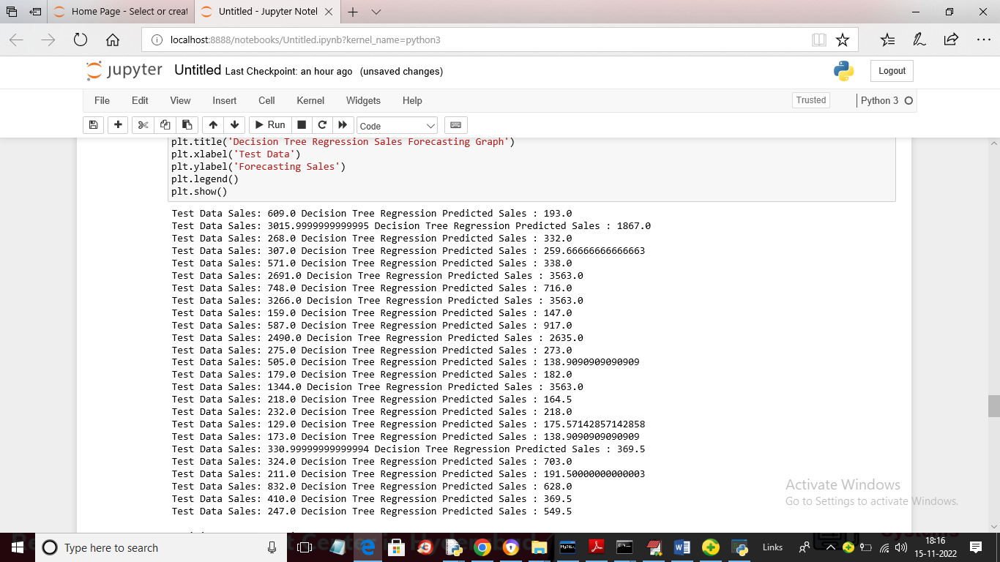 Home Page - Select or creat
Untitled - Jupyter Notel
localhost:8888/notebooks/Untitled.ipynb?kernel_name=python3
jupyter Untitled Last Checkpoint: an hour ago (unsaved changes)
Logout
File Edit View Insert Cell Kernel Widgets Help
Trusted
Python 3
Run
Code
plt.title('Decision Tree Regression Sales Forecasting Graph')
plt.xlabel('Test Data')
plt.ylabel('Forecasting Sales')
plt.legend()
plt.show()
Test Data Sales: 609.0 Decision Tree Regression Predicted Sales : 193.0
Test Data Sales: 3015.9999999999995 Decision Tree Regression Predicted Sales : 1867.0
Test Data Sales: 268.0 Decision Tree Regression Predicted Sales : 332.0
Test Data Sales: 307.0 Decision Tree Regression Predicted Sales : 259.66666666666663
Test Data Sales: 571.0 Decision Tree Regression Predicted Sales : 338.0
Test Data Sales: 2691.0 Decision Tree Regression Predicted Sales : 3563.0
Test Data Sales: 748.0 Decision Tree Regression Predicted Sales : 716.0
Test Data Sales: 3266.0 Decision Tree Regression Predicted Sales : 3563.0
Test Data Sales: 159.0 Decision Tree Regression Predicted Sales : 147.0
Test Data Sales: 587.0 Decision Tree Regression Predicted Sales : 917.0
Test Data Sales: 2490.0 Decision Tree Regression Predicted Sales : 2635.0
Test Data Sales: 275.0 Decision Tree Regression Predicted Sales : 273.0
Test Data Sales: 505.0 Decision Tree Regression Predicted Sales : 138.9090909090909
Test Data Sales: 179.0 Decision Tree Regression Predicted Sales : 182.0
Test Data Sales: 1344.0 Decision Tree Regression Predicted Sales : 3563.0
Test Data Sales: 218.0 Decision Tree Regression Predicted Sales : 164.5
Test Data Sales: 232.0 Decision Tree Regression Predicted Sales : 218.0
Test Data Sales: 129.0 Decision Tree Regression Predicted Sales : 175.57142857142858
Test Data Sales: 173.0 Decision Tree Regression Predicted Sales : 138.9090909090909
Test Data Sales: 330.99999999999994 Decision Tree Regression Predicted Sales : 369.5
Test Data Sales: 324.0 Decision Tree Regression Predicted Sales : 703.0
Test Data Sales: 211.0 Decision Tree Regression Predicted Sales : 191.50000000000003
Test Data Sales: 832.0 Decision Tree Regression Predicted Sales : 628.0
Test Data Sales: 410.0 Decision Tree Regression Predicted Sales : 369.5
Test Data Sales: 247.0 Decision Tree Regression Predicted Sales : 549.5
Activate Windows
Go to Settings to activate Windows.
Type here to search
Links
18:16
15-11-2022